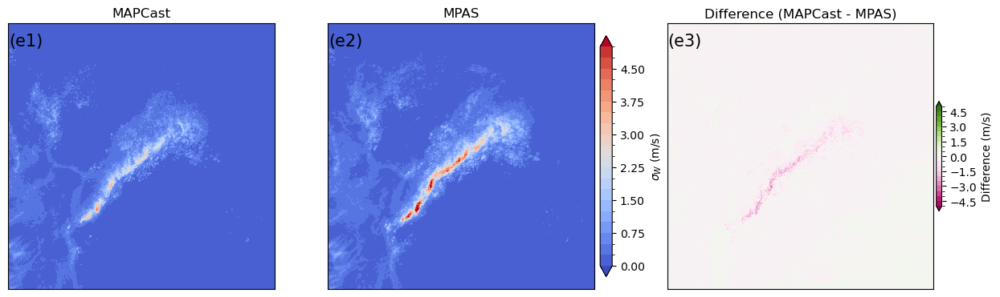 MAPCast
MPAS
Difference (MAPCast - MPAS)
(e1)
(e2)
(e3)
4.50
3.75
3.00
2.25
1.50
0.75
0.00
σW (m/s)
4.5
3.0
1.5
0.0
−1.5
−3.0
−4.5
Difference (m/s)